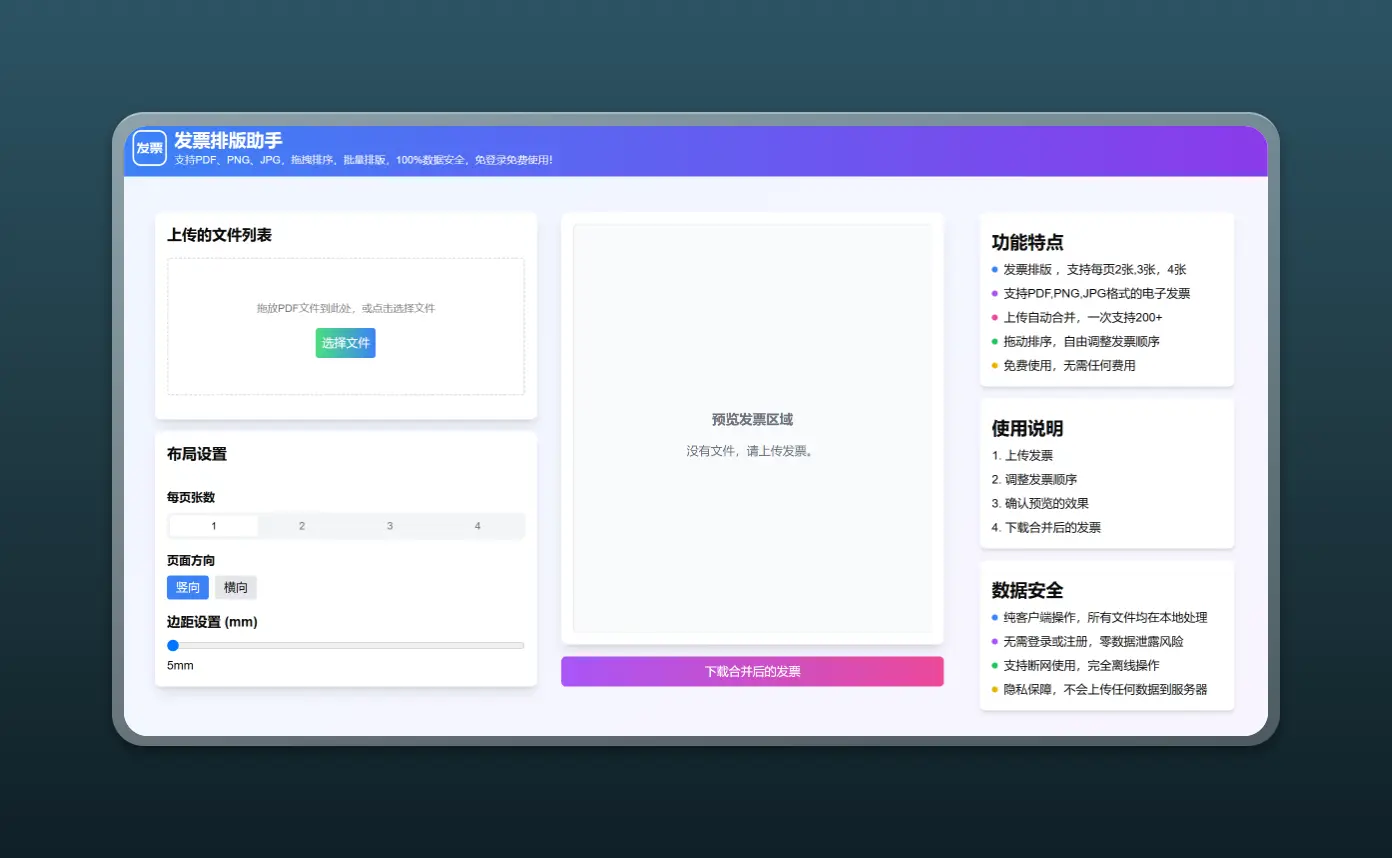 发票
发票排版助手
支持PDF、PNG、JPG，拖拽排序，批量排版，100%数据安全，免登录免费使用！
上传的文件列表
拖放PDF文件到此处，或点击选择文件
选择文件
布局设置
每页张数
1 2 3 4
页面方向
竖向 横向
边距设置 (mm)
5mm
预览发票区域
没有文件，请上传发票。
下载合并后的发票
功能特点
发票排版 ，支持每页2张,3张，4张
支持PDF,PNG,JPG格式的电子发票
上传自动合并，一次支持200+
拖动排序，自由调整发票顺序
免费使用，无需任何费用
使用说明
1. 上传发票
2. 调整发票顺序
3. 确认预览的效果
4. 下载合并后的发票
数据安全
纯客户端操作，所有文件均在本地处理
无需登录或注册，零数据泄露风险
支持断网使用，完全离线操作
隐私保障，不会上传任何数据到服务器